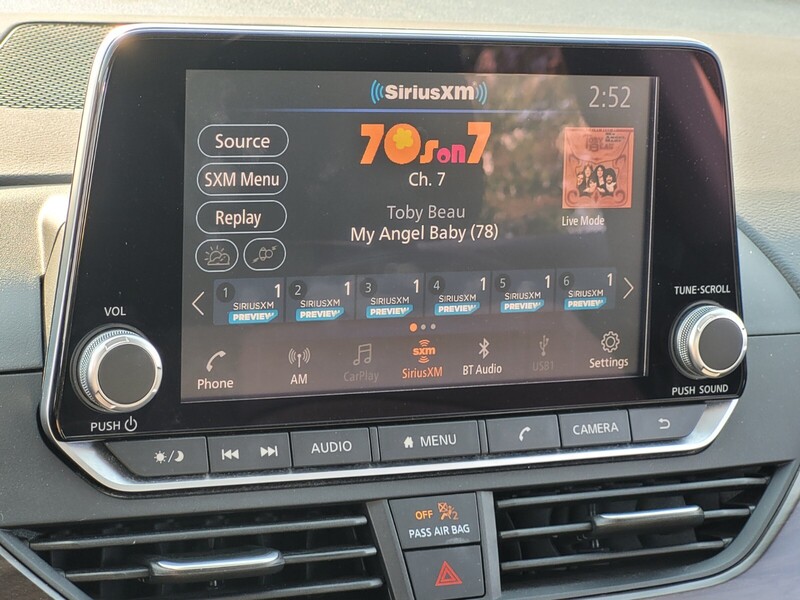 SiriusXM
2:52
Source
SXM Menu
Replay
70s on 7
Ch. 7
Toby Beau
My Angel Baby (78)
Live Mode
1 1 SIRIUSXM PREVIEW
2 1 SIRIUSXM PREVIEW
3 1 SIRIUSXM PREVIEW
4 1 SIRIUSXM PREVIEW
5 1 SIRIUSXM PREVIEW
6 1 SIRIUSXM PREVIEW
Phone
AM
CarPlay
sxm
SiriusXM
BT Audio
USB1
Settings
VOL
PUSH
TUNE·SCROLL
PUSH SOUND
AUDIO
MENU
CAMERA
OFF 2
PASS AIR BAG